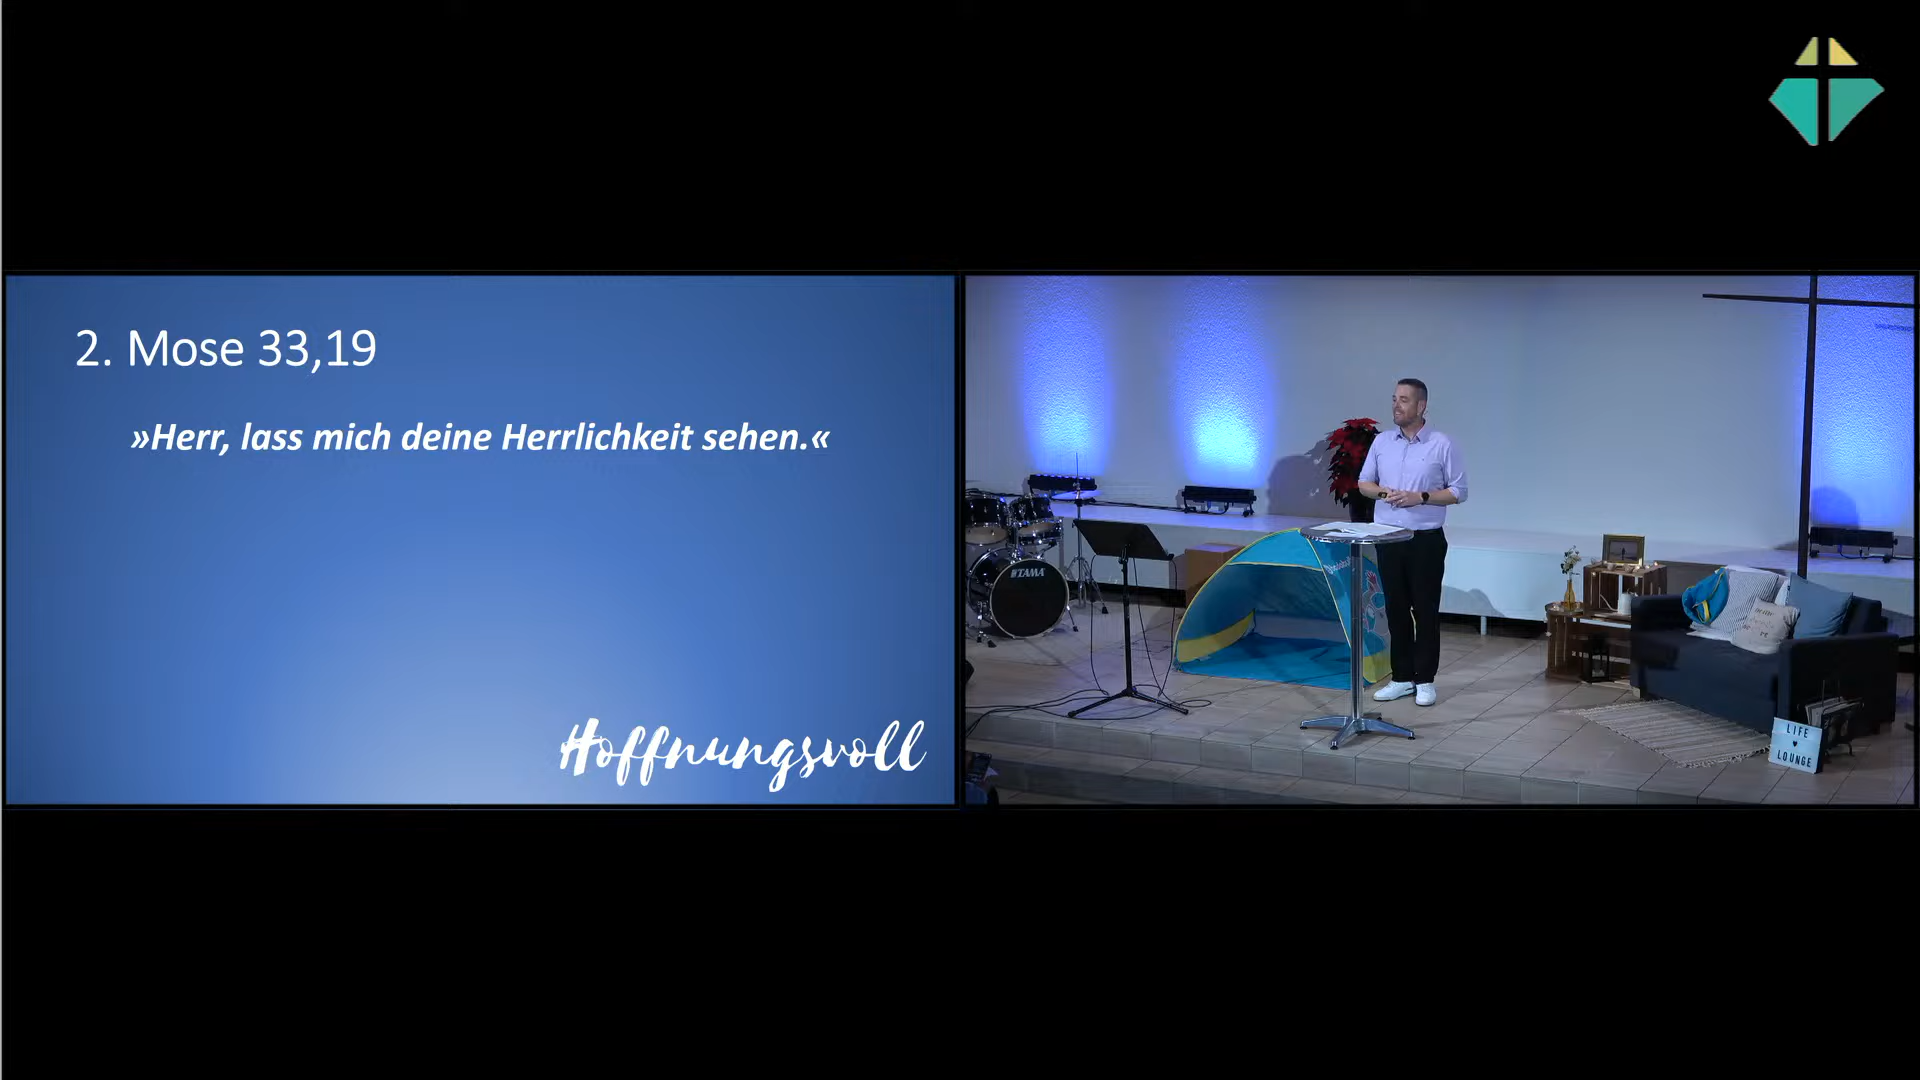 2. Mose 33,19
»Herr, lass mich deine Herrlichkeit sehen.«
Hoffnungsvoll
TAMA
LIFE
♥
LOUNGE